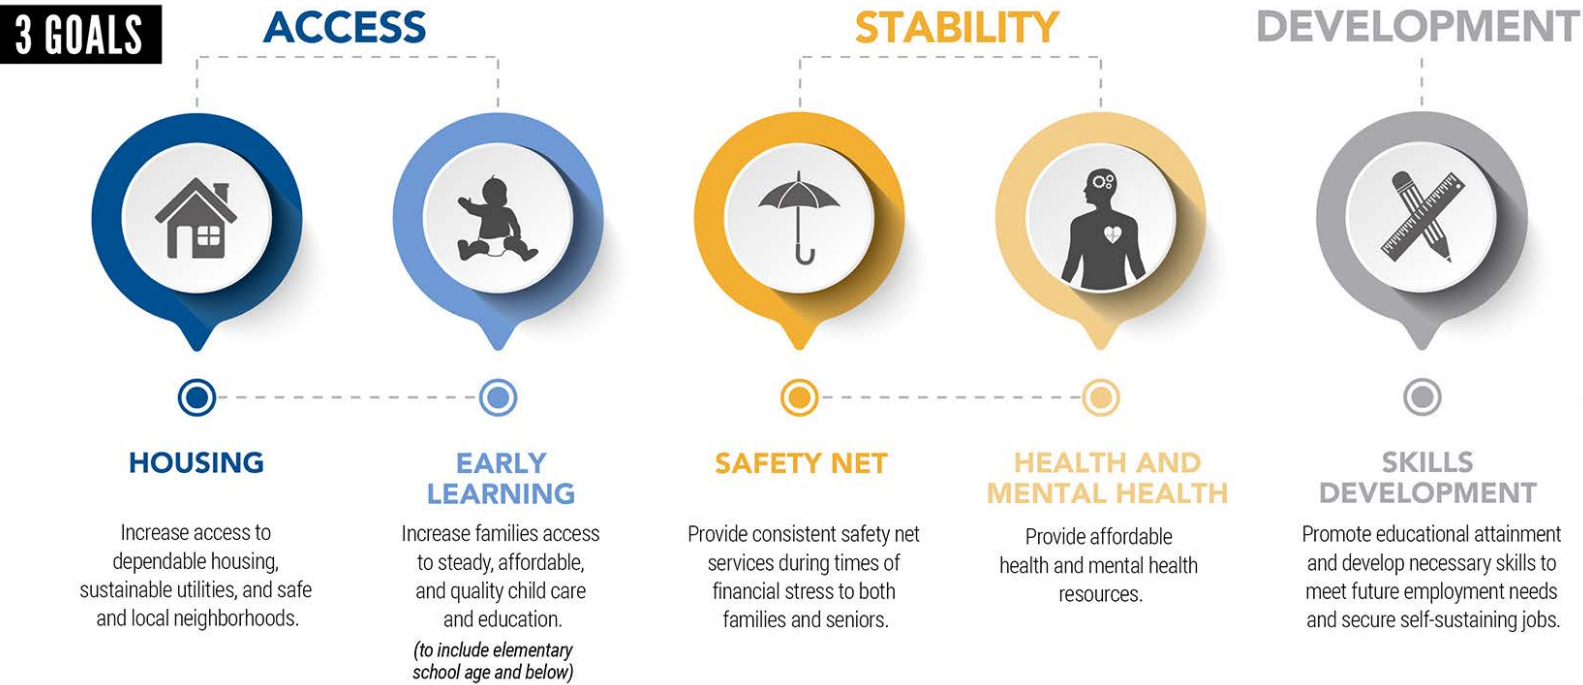 3 GOALS
ACCESS
STABILITY
DEVELOPMENT
HOUSING
Increase access to
dependable housing,
sustainable utilities, and safe
and local neighborhoods.
EARLY
LEARNING
Increase families access
to steady, affordable,
and quality child care
and education.
(to include elementary
school age and below)
SAFETY NET
Provide consistent safety net
services during times of
financial stress to both
families and seniors.
HEALTH AND
MENTAL HEALTH
Provide affordable
health and mental health
resources.
SKILLS
DEVELOPMENT
Promote educational attainment
and develop necessary skills to
meet future employment needs
and secure self-sustaining jobs.